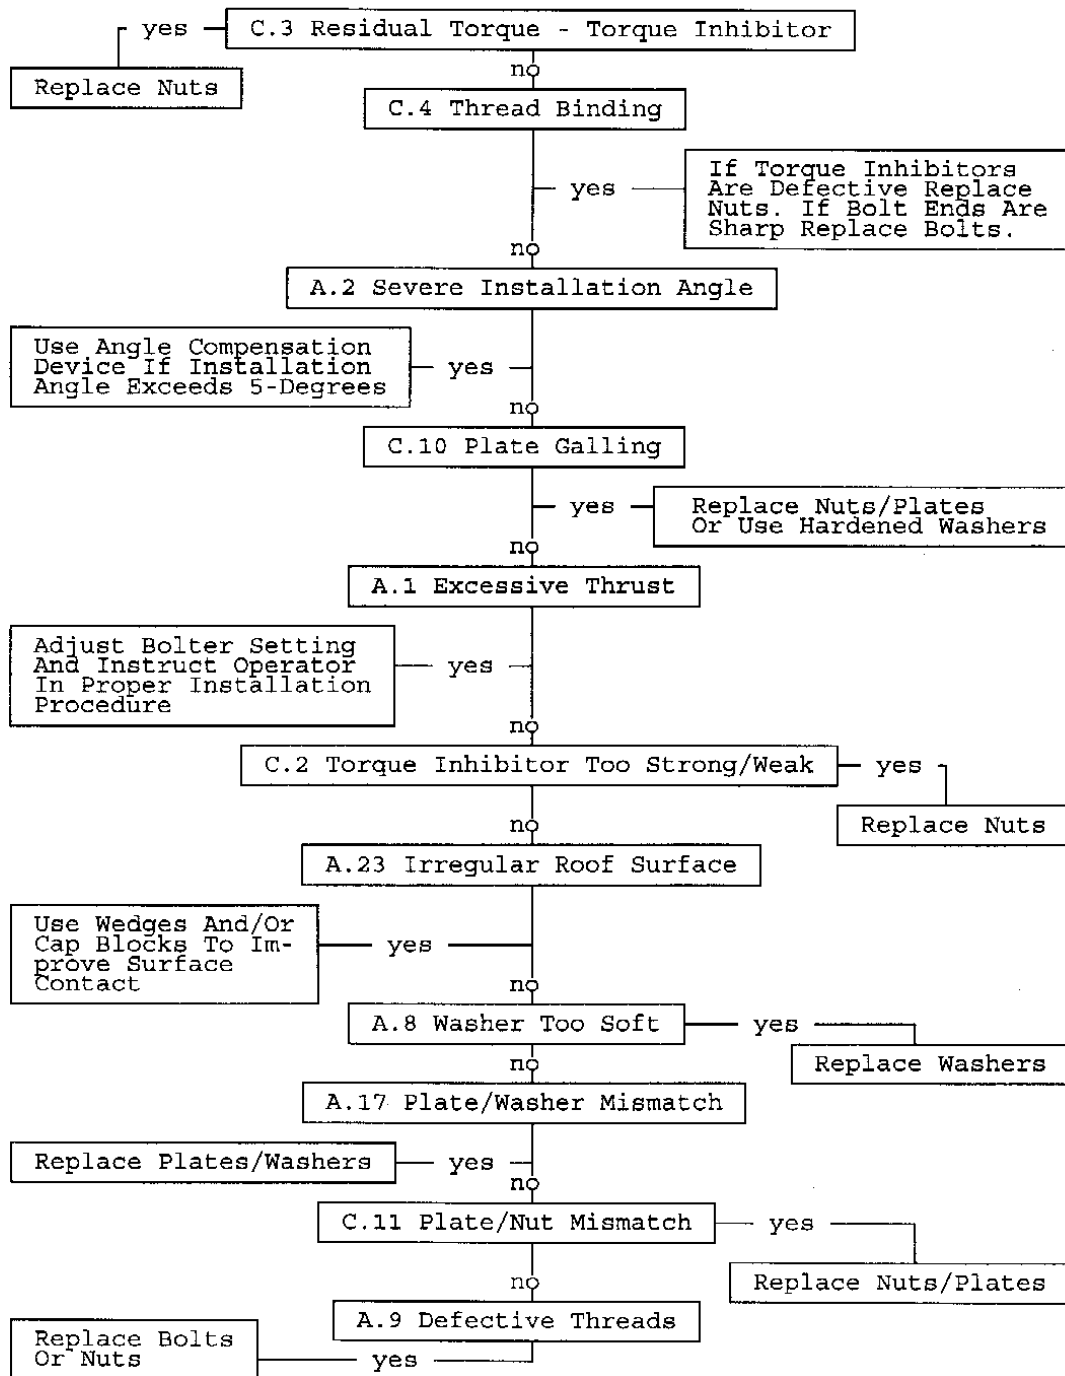 yes
C.3 Residual Torque - Torque Inhibitor
no
Replace Nuts
C.4 Thread Binding
yes
If Torque Inhibitors
Are Defective Replace
Nuts. If Bolt Ends Are
Sharp Replace Bolts.
no
A.2 Severe Installation Angle
Use Angle Compensation
Device If Installation
Angle Exceeds 5-Degrees
yes
no
C.10 Plate Galling
yes
Replace Nuts/Plates
Or Use Hardened Washers
no
A.1 Excessive Thrust
Adjust Bolter Setting
And Instruct Operator
In Proper Installation
Procedure
yes
no
C.2 Torque Inhibitor Too Strong/Weak
yes
no
Replace Nuts
A.23 Irregular Roof Surface
Use Wedges And/Or
Cap Blocks To Im-
prove Surface
Contact
yes
no
A.8 Washer Too Soft
yes
no
Replace Washers
A.17 Plate/Washer Mismatch
Replace Plates/Washers
yes
no
C.11 Plate/Nut Mismatch
yes
no
Replace Nuts/Plates
A.9 Defective Threads
Replace Bolts
Or Nuts
yes